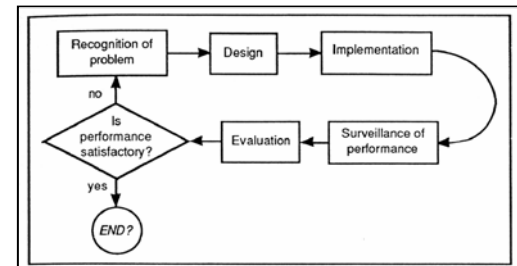 Recognition of
problem
Design
Implementation
no
Is
performance
satisfactory?
Evaluation
Surveillance of
performance
yes
END?